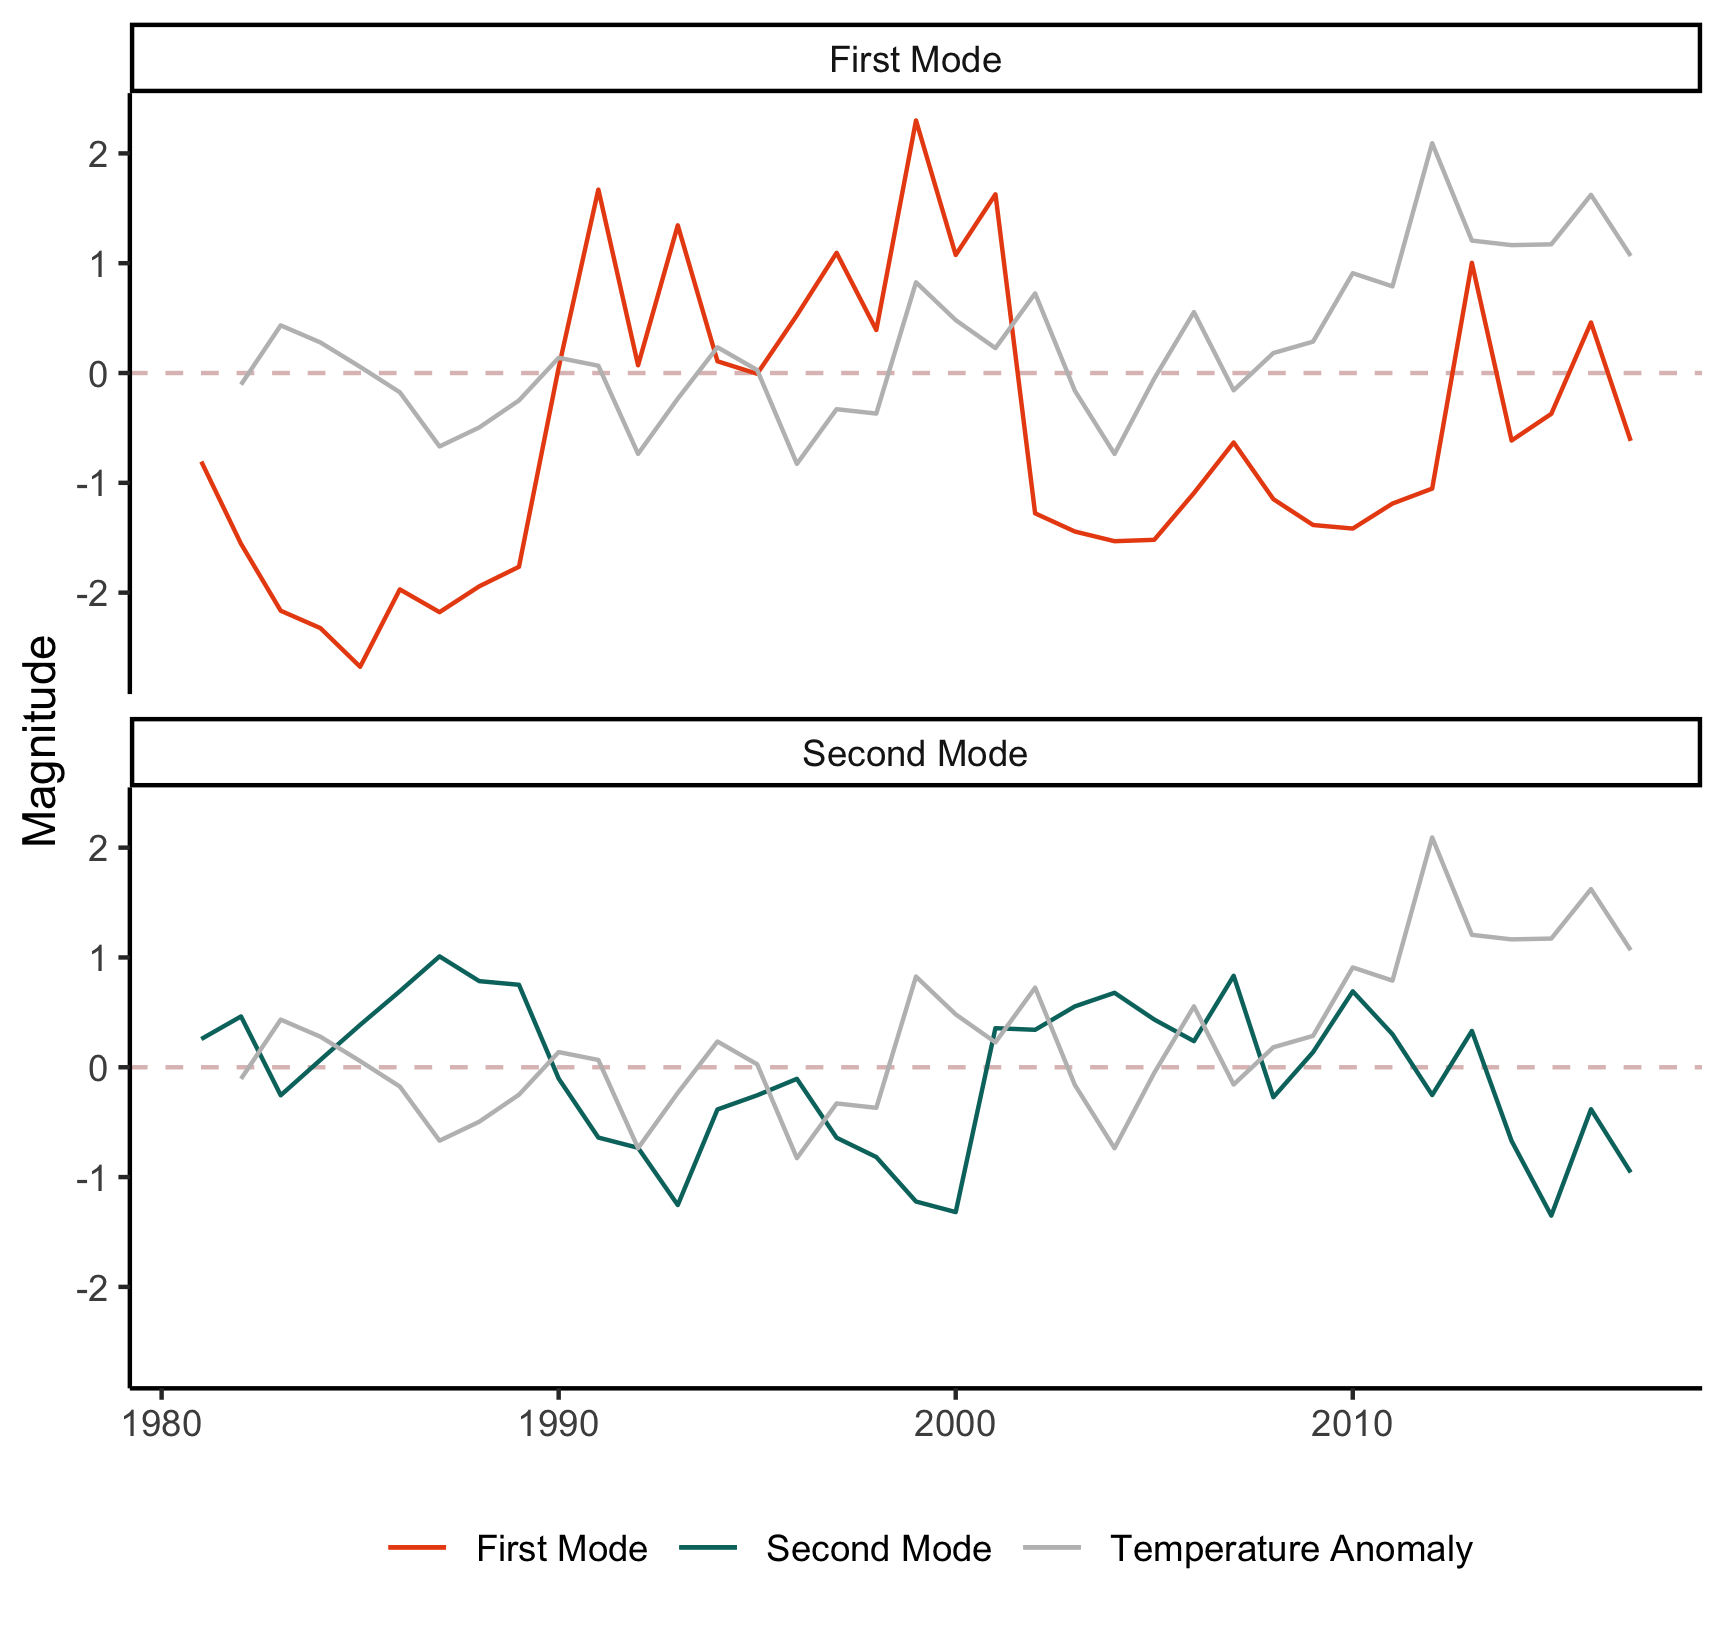 First Mode
2
1
0
-1
-2
Magnitude
Second Mode
2
1
0
-1
-2
1980 1990 2000 2010
First Mode Second Mode Temperature Anomaly